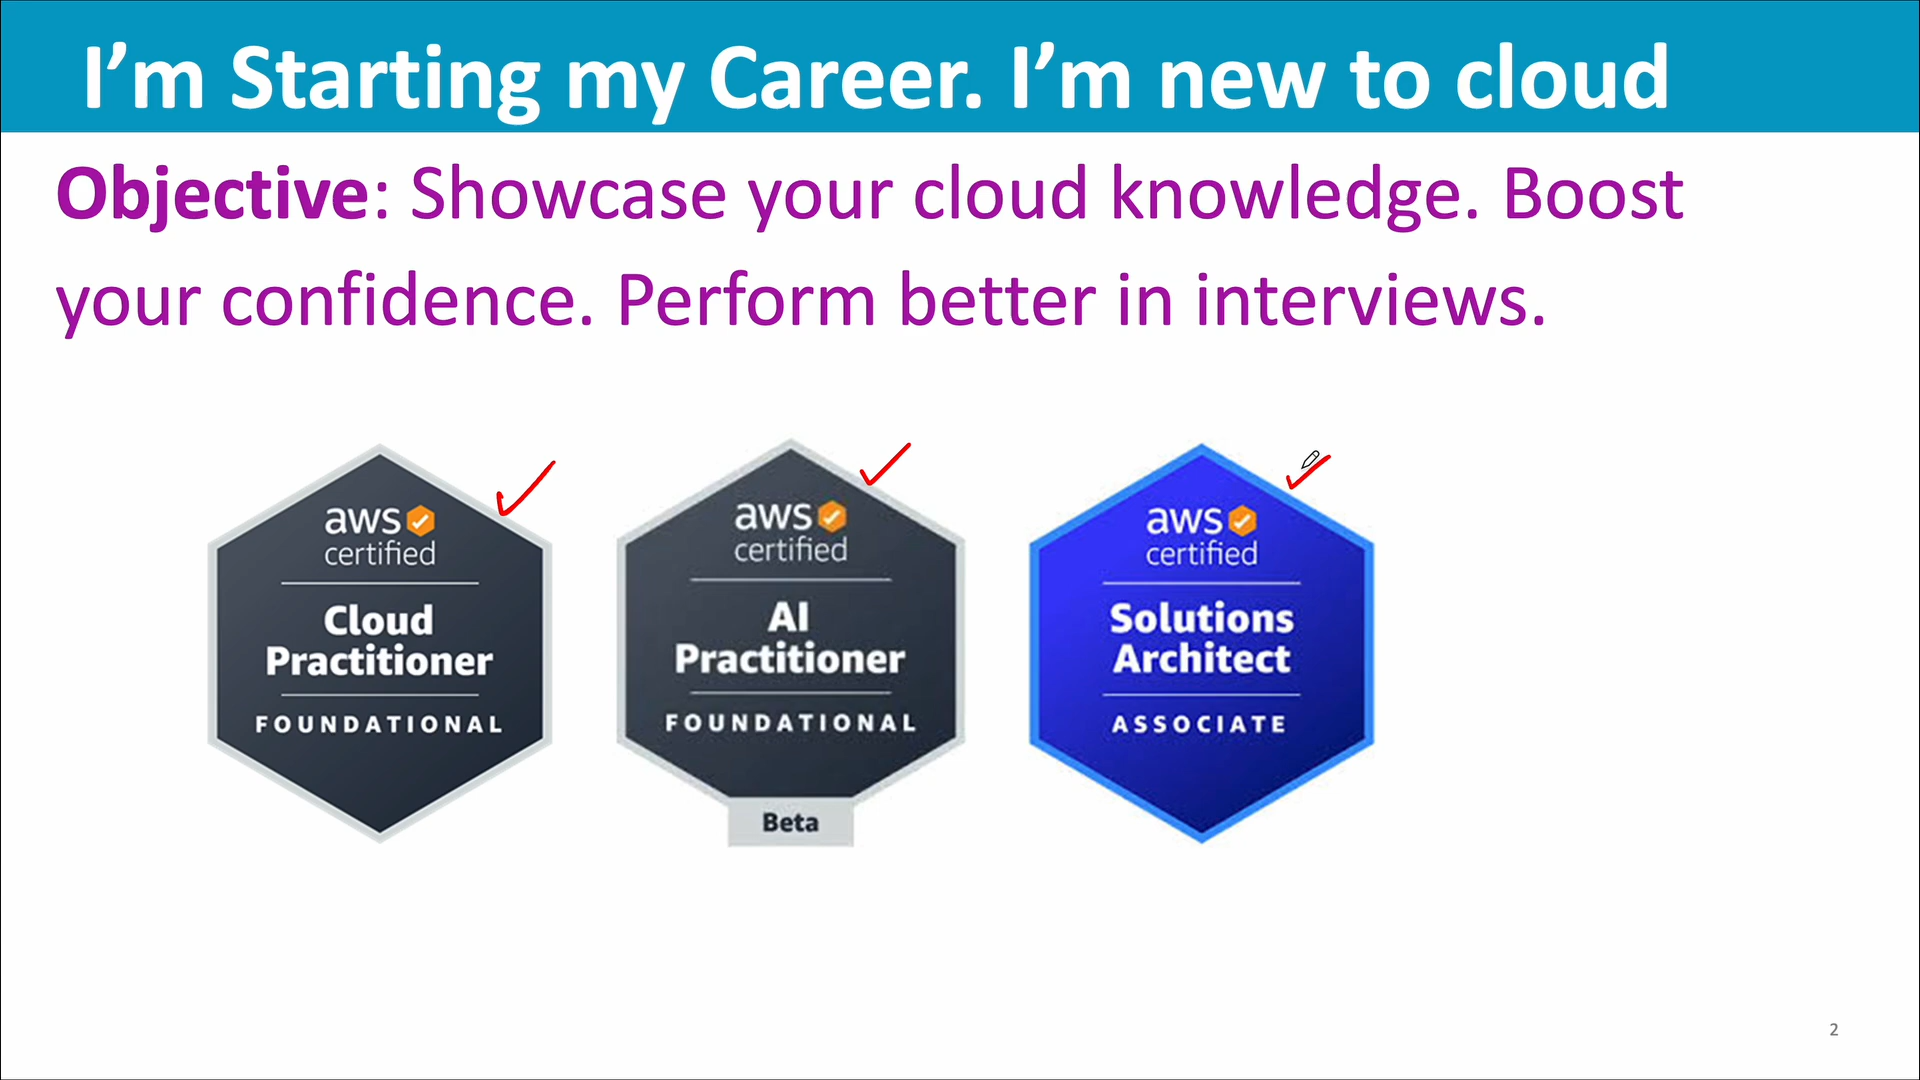 I’m Starting my Career. I’m new to cloud
Objective: Showcase your cloud knowledge. Boost
your confidence. Perform better in interviews.
aws
certified
Cloud
Practitioner
FOUNDATIONAL
aws
certified
AI
Practitioner
FOUNDATIONAL
Beta
aws
certified
Solutions
Architect
ASSOCIATE
2